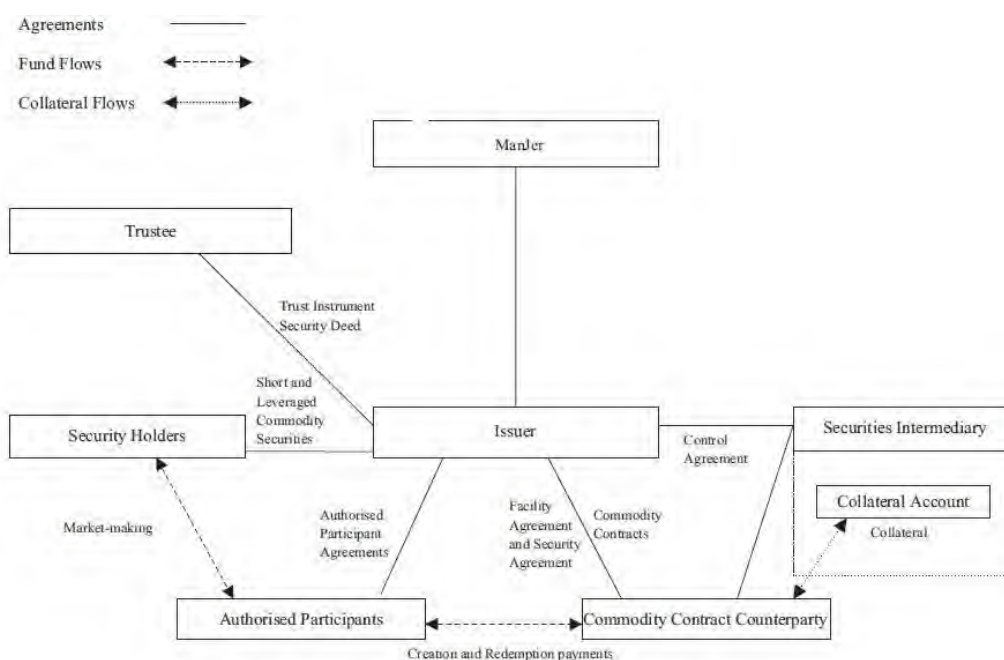 Agreements
Fund Flows
Collateral Flows
ManJer
Trustee
Trust Instrument
Security Deed
Short and
Leveraged
Commodity
Securities
Security Holders
Issuer
Control
Agreement
Securities Intermediary
Collateral Account
Collateral
Market-making
Authorised
Participant
Agreements
Facility
Agreement
and Security
Agreement
Commodity
Contracts
Authorised Participants
Commodity Contract Counterparty
Creation and Redemption payments